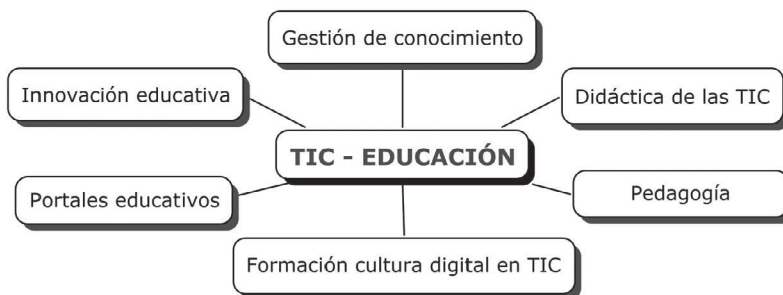 Gestión de conocimiento
Innovación educativa
Didáctica de las TIC
TIC - EDUCACIÓN
Portales educativos
Pedagogía
Formación cultura digital en TIC